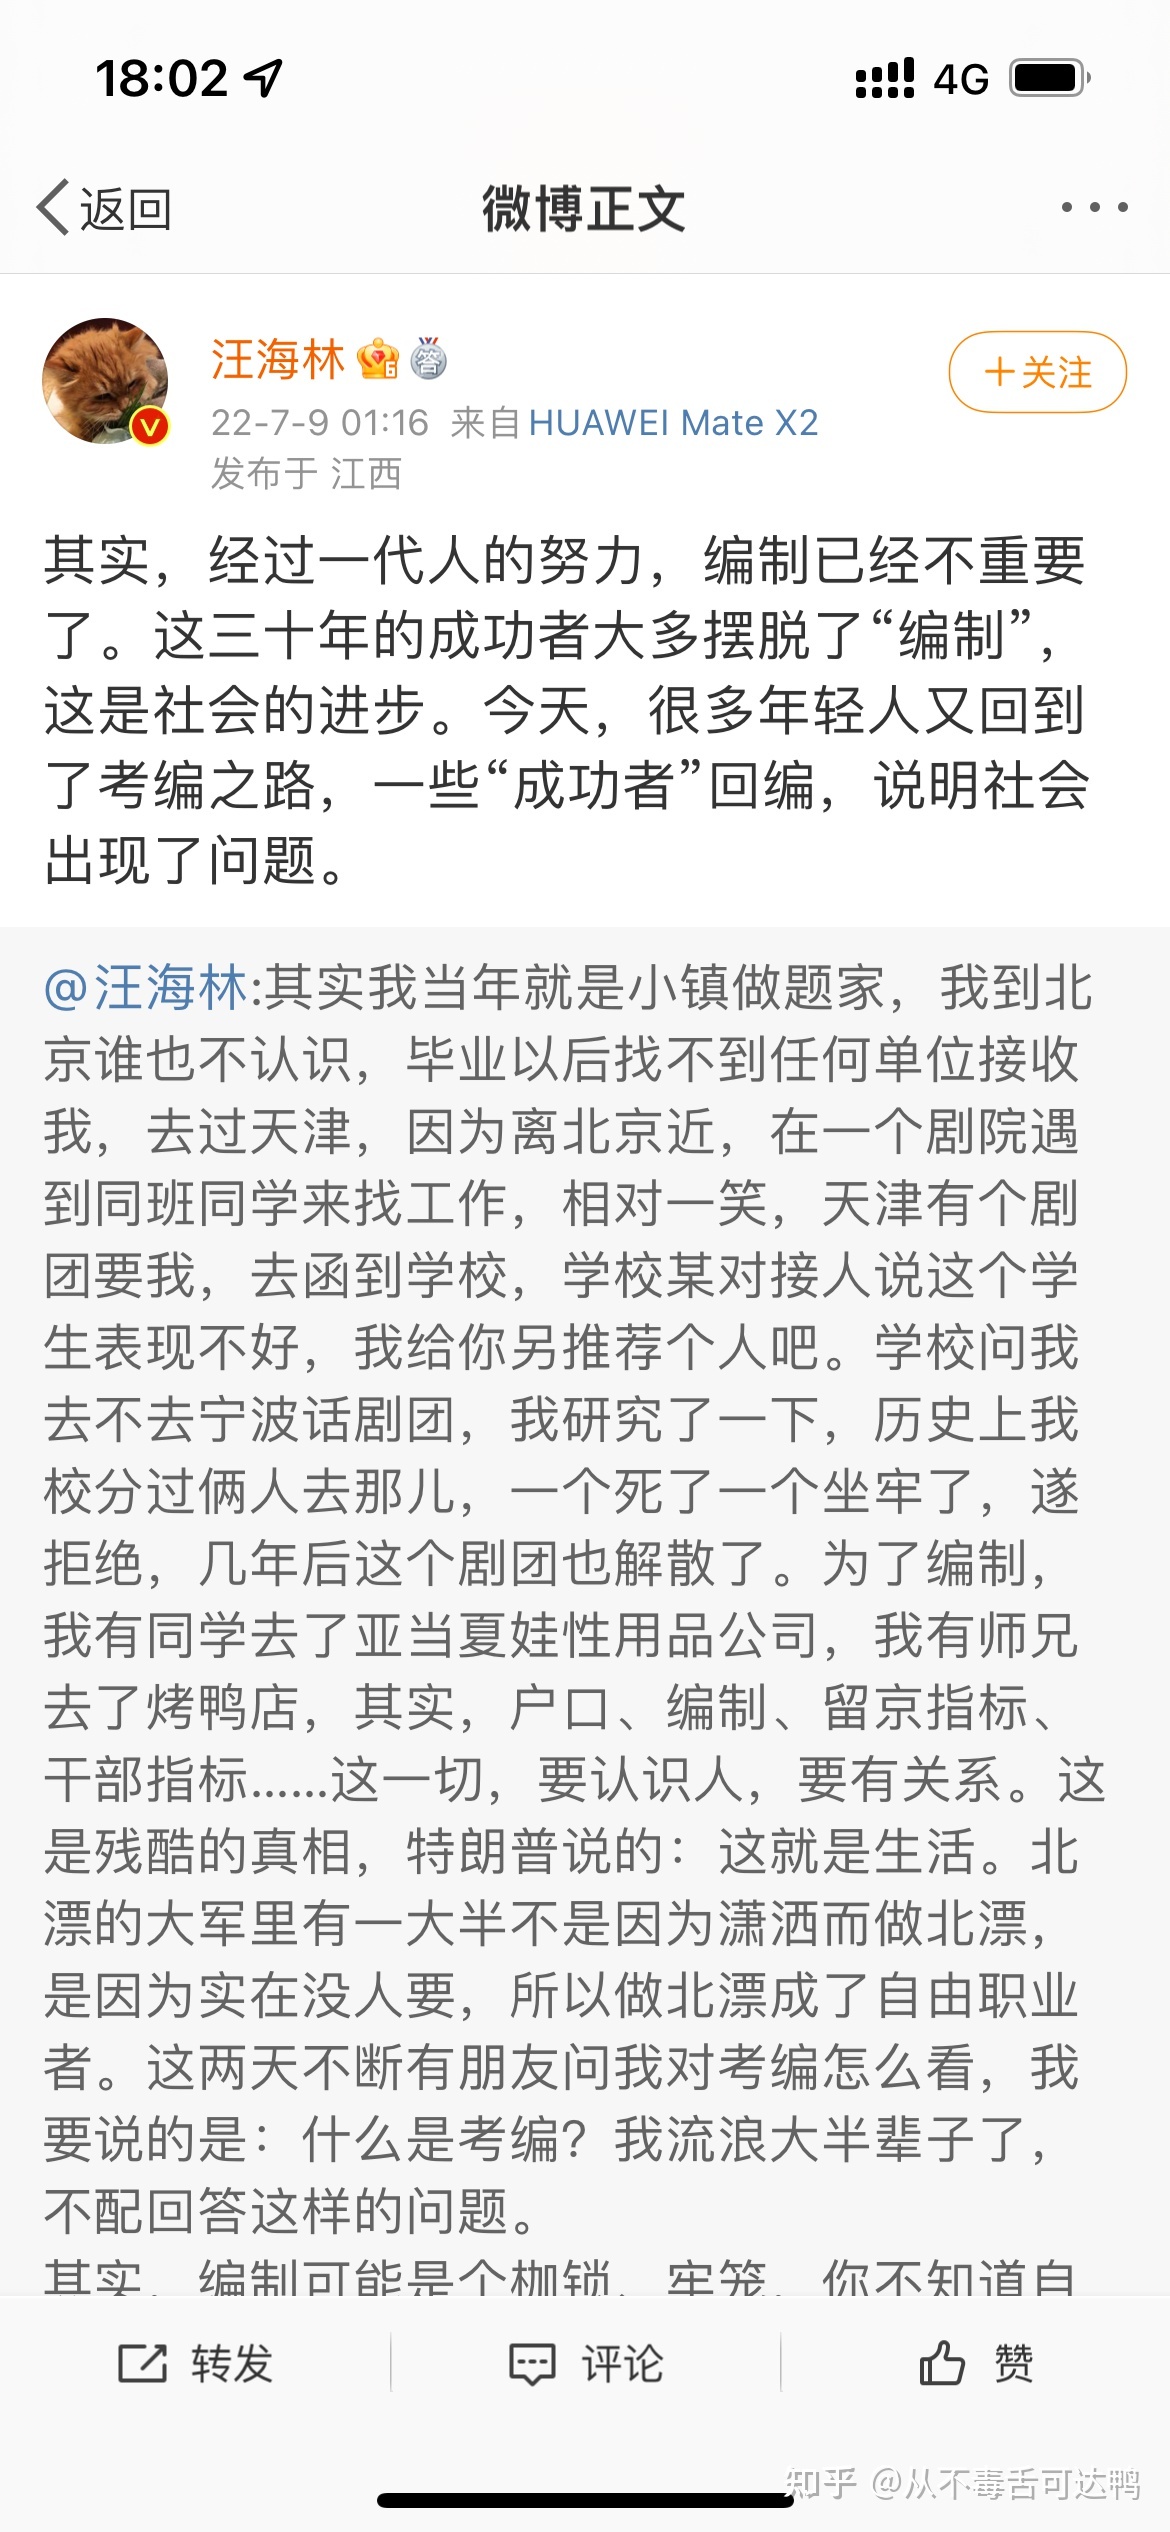 18:02
4G
返回
微博正文
汪海林
答
＋关注
22-7-9 01:16 来自 HUAWEI Mate X2
发布于 江西
其实，经过一代人的努力，编制已经不重要
了。这三十年的成功者大多摆脱了“编制”，
这是社会的进步。今天，很多年轻人又回到
了考编之路，一些“成功者”回编，说明社会
出现了问题。
@汪海林:其实我当年就是小镇做题家，我到北
京谁也不认识，毕业以后找不到任何单位接收
我，去过天津，因为离北京近，在一个剧院遇
到同班同学来找工作，相对一笑，天津有个剧
团要我，去函到学校，学校某对接人说这个学
生表现不好，我给你另推荐个人吧。学校问我
去不去宁波话剧团，我研究了一下，历史上我
校分过俩人去那儿，一个死了一个坐牢了，遂
拒绝，几年后这个剧团也解散了。为了编制，
我有同学去了亚当夏娃性用品公司，我有师兄
去了烤鸭店，其实，户口、编制、留京指标、
干部指标……这一切，要认识人，要有关系。这
是残酷的真相，特朗普说的：这就是生活。北
漂的大军里有一大半不是因为潇洒而做北漂，
是因为实在没人要，所以做北漂成了自由职业
者。这两天不断有朋友问我对考编怎么看，我
要说的是：什么是考编？我流浪大半辈子了，
不配回答这样的问题。
其实，编制可能是个枷锁、牢笼，你不知道自
转发
评论
赞
知乎 @从不毒舌可达鸭